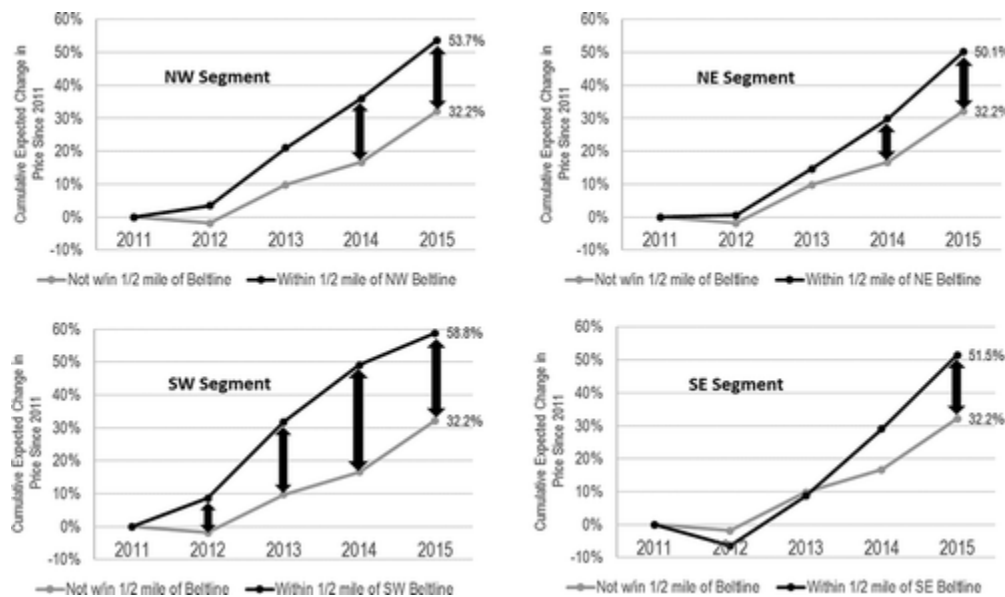 60%
50%
40%
30%
20%
10%
0%
-10%
Cumulative Expected Change in
Price Since 2011
NW Segment
53.7%
32.2%
2011 2012 2013 2014 2015
Not w/in 1/2 mile of Beltline Within 1/2 mile of NW Beltline
60%
50%
40%
30%
20%
10%
0%
-10%
Cumulative Expected Change in
Price Since 2011
NE Segment
50.1%
32.2%
2011 2012 2013 2014 2015
Not w/in 1/2 mile of Beltline Within 1/2 mile of NE Beltline
60%
50%
40%
30%
20%
10%
0%
-10%
Cumulative Expected Change in
Price Since 2011
SW Segment
58.8%
32.2%
2011 2012 2013 2014 2015
Not w/in 1/2 mile of Beltline Within 1/2 mile of SW Beltline
60%
50%
40%
30%
20%
10%
0%
-10%
Cumulative Expected Change in
Price Since 2011
SE Segment
51.5%
32.2%
2011 2012 2013 2014 2015
Not w/in 1/2 mile of Beltline Within 1/2 mile of SE Beltline